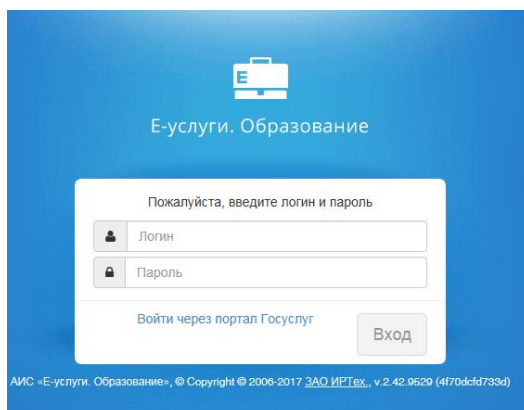 E
Е-услуги. Образование
Пожалуйста, введите логин и пароль
Логин
Пароль
Войти через портал Госуслуг
Вход
АИС «Е-услуги. Образование», © Copyright © 2006-2017 ЗАО ИРТех,, v.2.42.9529 (4f70dcfd733d)